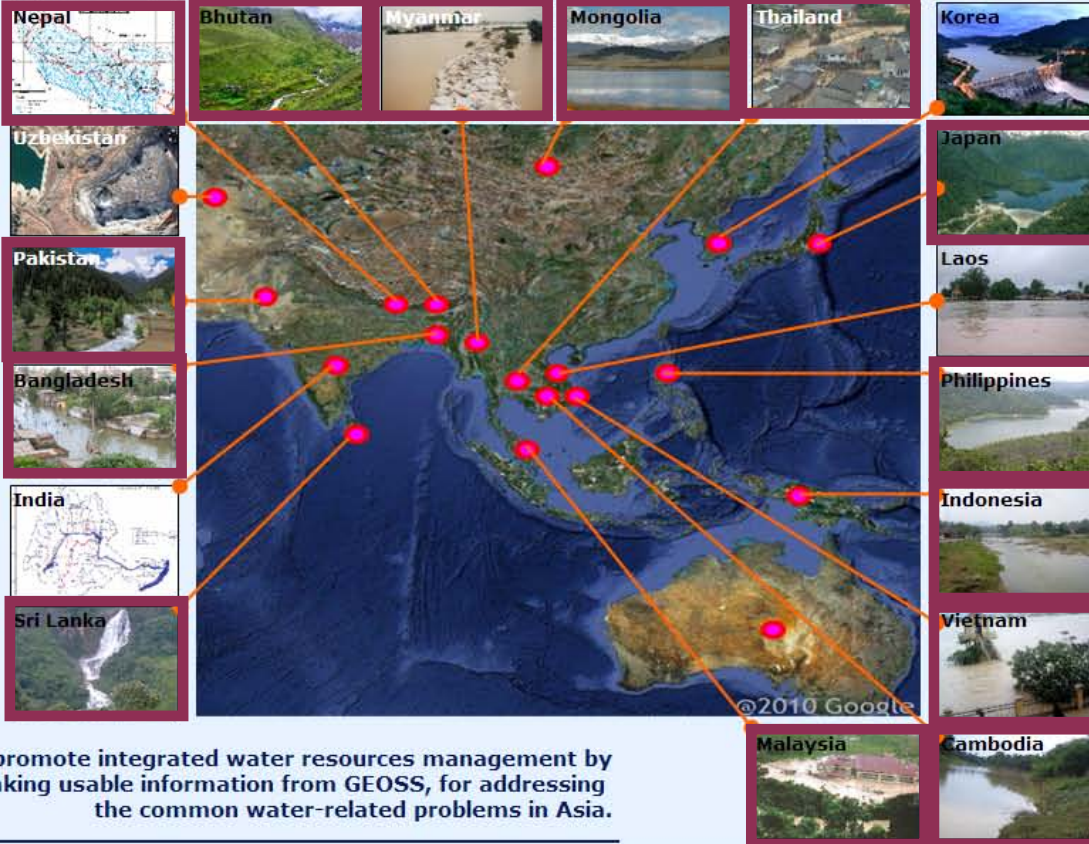 Nepal
Bhutan
Myanmar
Mongolia
Thailand
Korea
Uzbekistan
Japan
Pakistan
Laos
Bangladesh
Philippines
India
Indonesia
Sri Lanka
Vietnam
©2010 Google
Malaysia
Cambodia
promote integrated water resources management by
king usable information from GEOSS, for addressing
the common water-related problems in Asia.